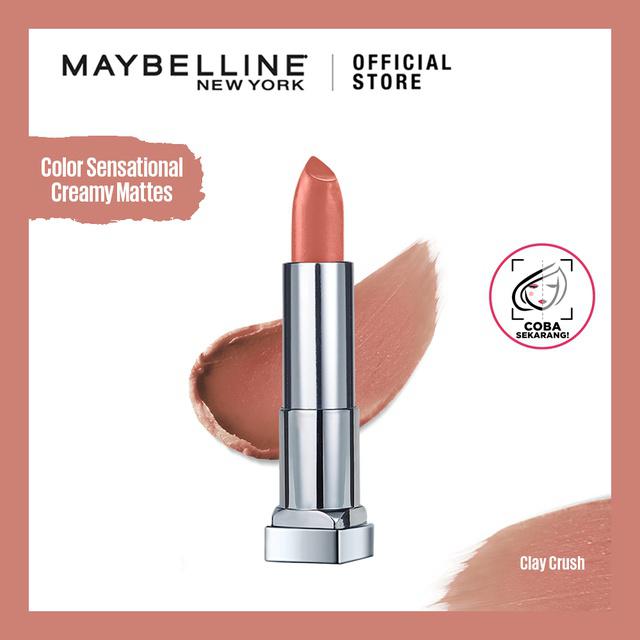 MAYBELLINE
NEW YORK
OFFICIAL
STORE
Color Sensational
Creamy Mattes
COBA
SEKARANG!
Clay Crush